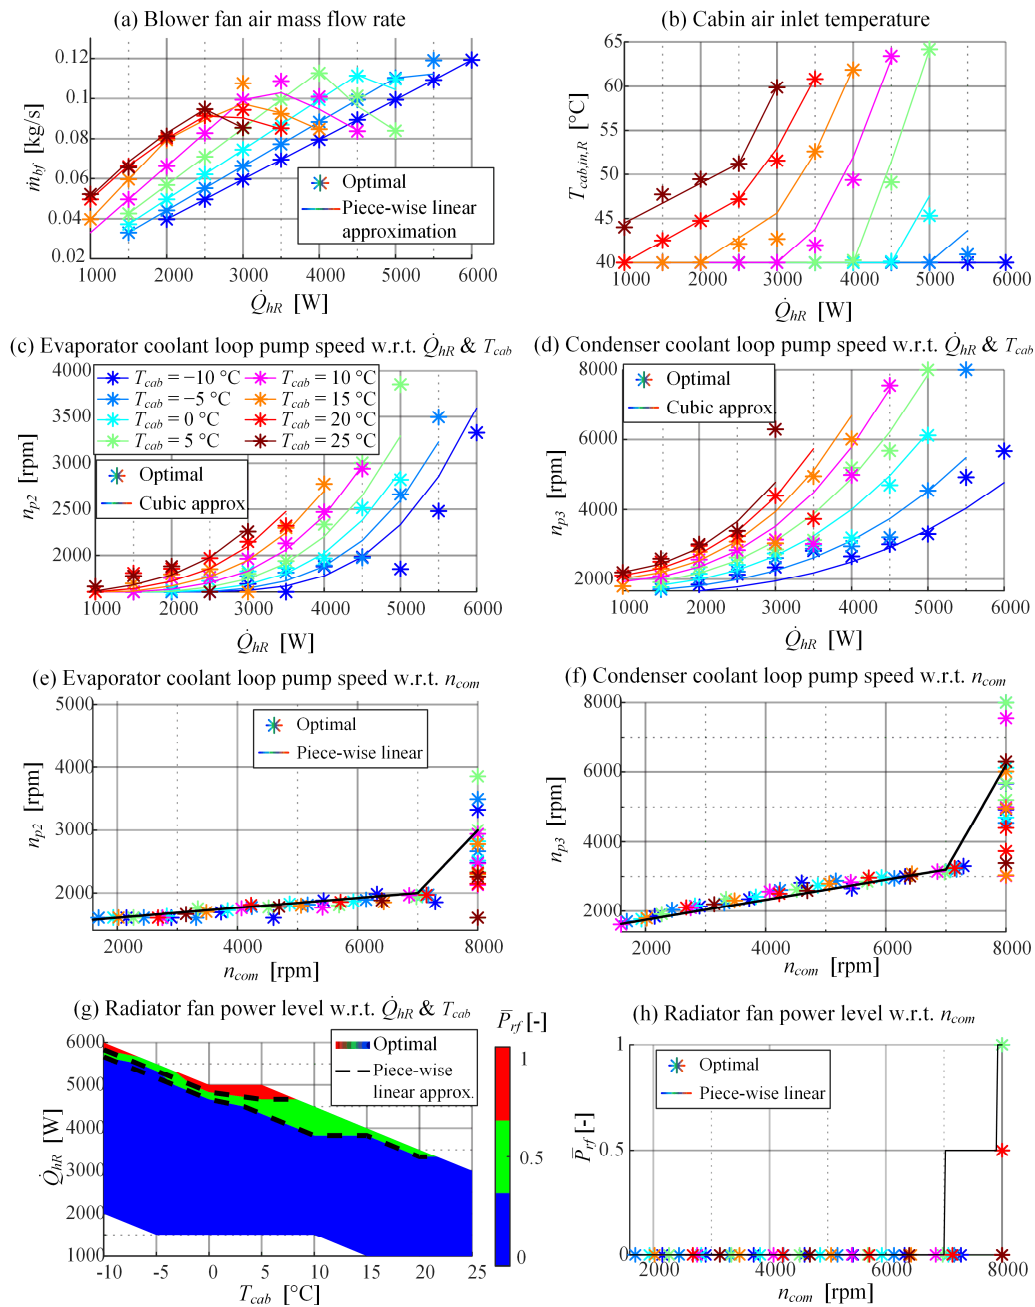 (a) Blower fan air mass flow rate
0.12
0.1
0.08
0.06
0.04
0.02
ṁbf [kg/s]
Optimal
Piece-wise linear
approximation
1000 2000 3000 4000 5000 6000
Q̇hR [W]
(b) Cabin air inlet temperature
65
60
55
50
45
40
Tcab,in,R [°C]
1000 2000 3000 4000 5000 6000
Q̇hR [W]
(c) Evaporator coolant loop pump speed w.r.t. Q̇hR & Tcab
4000
3500
3000
2500
2000
np2 [rpm]
Tcab = −10 °C
Tcab = −5 °C
Tcab = 0 °C
Tcab = 5 °C
Tcab = 10 °C
Tcab = 15 °C
Tcab = 20 °C
Tcab = 25 °C
Optimal
Cubic approx.
1000 2000 3000 4000 5000 6000
Q̇hR [W]
(d) Condenser coolant loop pump speed w.r.t. Q̇hR & Tcab
8000
6000
4000
2000
np3 [rpm]
Optimal
Cubic approx.
1000 2000 3000 4000 5000 6000
Q̇hR [W]
(e) Evaporator coolant loop pump speed w.r.t. ncom
5000
4000
3000
2000
np2 [rpm]
Optimal
Piece-wise linear
2000 4000 6000 8000
ncom [rpm]
(f) Condenser coolant loop pump speed w.r.t. ncom
8000
6000
4000
2000
np3 [rpm]
Optimal
Piece-wise linear
2000 4000 6000 8000
ncom [rpm]
(g) Radiator fan power level w.r.t. Q̇hR & Tcab
6000
5000
4000
3000
2000
1000
Q̇hR [W]
Optimal
Piece-wise
linear approx.
-10 -5 0 5 10 15 20 25
Tcab [°C]
P̅rf [-]
1
0.5
0
(h) Radiator fan power level w.r.t. ncom
1
0.5
0
P̅rf [-]
Optimal
Piece-wise linear
2000 4000 6000 8000
ncom [rpm]